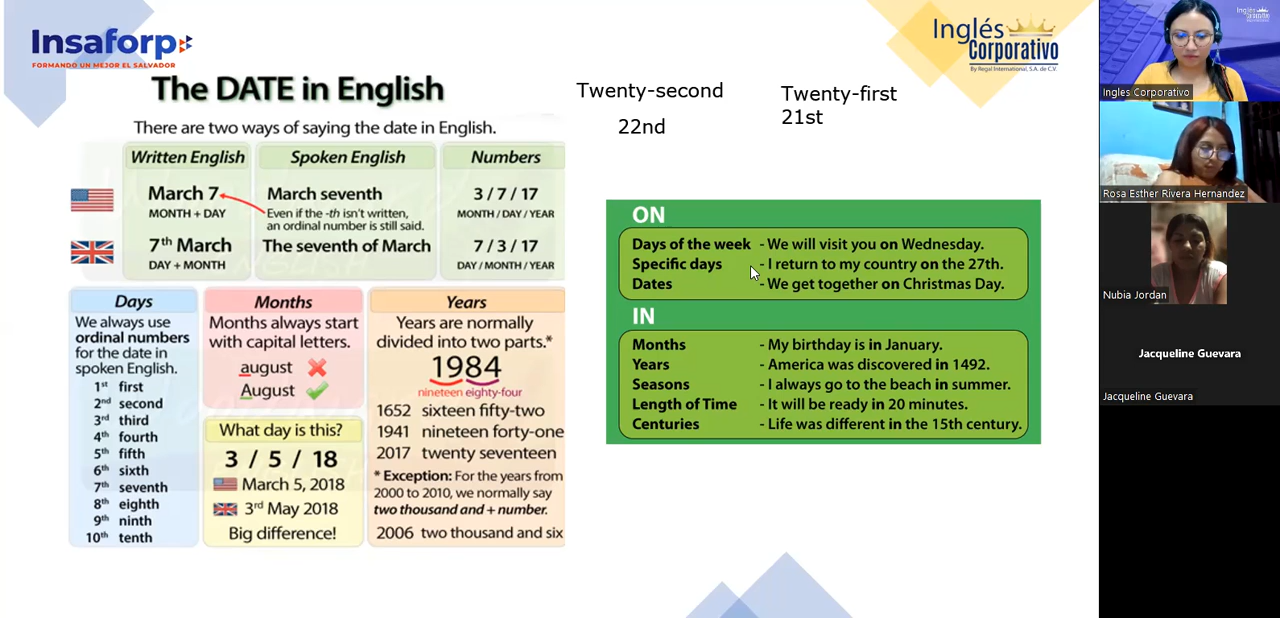 Insaforp
FORMANDO UN MEJOR EL SALVADOR
Inglés
Corporativo
By Regal International, S.A. de C.V.
The DATE in English
Twenty-second
22nd
Twenty-first
21st
There are two ways of saying the date in English.
Written English
Spoken English
Numbers
March 7
MONTH + DAY
March seventh
Even if the -th isn't written,
an ordinal number is still said.
3 / 7 / 17
MONTH / DAY / YEAR
7th March
DAY + MONTH
The seventh of March
7 / 3 / 17
DAY / MONTH / YEAR
Days
We always use
ordinal numbers
for the date in
spoken English.
1st first
2nd second
3rd third
4th fourth
5th fifth
6th sixth
7th seventh
8th eighth
9th ninth
10th tenth
Months
Months always start
with capital letters.
august
August
What day is this?
3 / 5 / 18
March 5, 2018
3rd May 2018
Big difference!
Years
Years are normally
divided into two parts.*
1984
nineteen eighty-four
1652 sixteen fifty-two
1941 nineteen forty-one
2017 twenty seventeen
* Exception: For the years from
2000 to 2010, we normally say
two thousand and + number.
2006 two thousand and six
ON
Days of the week - We will visit you on Wednesday.
Specific days - I return to my country on the 27th.
Dates - We get together on Christmas Day.
IN
Months - My birthday is in January.
Years - America was discovered in 1492.
Seasons - I always go to the beach in summer.
Length of Time - It will be ready in 20 minutes.
Centuries - Life was different in the 15th century.
Inglés
Corporativo
Ingles Corporativo
Rosa Esther Rivera Hernandez
Nubia Jordan
Jacqueline Guevara
Jacqueline Guevara